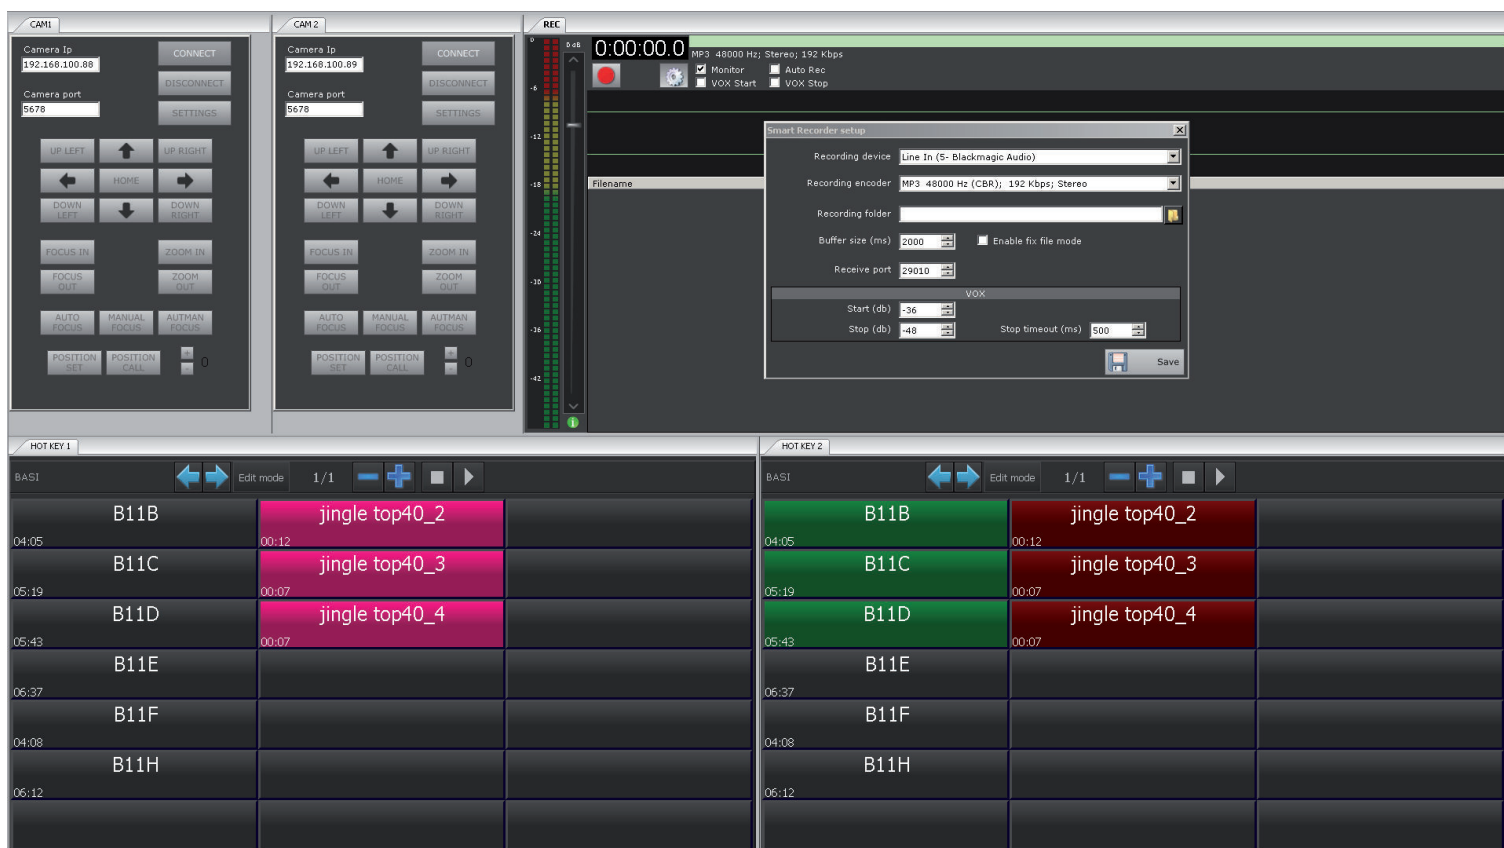 CAM1
Camera Ip
192.168.100.88
CONNECT
DISCONNECT
Camera port
5678
SETTINGS
UP LEFT
UP RIGHT
HOME
DOWN LEFT
DOWN RIGHT
FOCUS IN
ZOOM IN
FOCUS OUT
ZOOM OUT
AUTO FOCUS
MANUAL FOCUS
AUTMAN FOCUS
POSITION SET
POSITION CALL
+
-
0
CAM 2
Camera Ip
192.168.100.89
CONNECT
DISCONNECT
Camera port
5678
SETTINGS
UP LEFT
UP RIGHT
HOME
DOWN LEFT
DOWN RIGHT
FOCUS IN
ZOOM IN
FOCUS OUT
ZOOM OUT
AUTO FOCUS
MANUAL FOCUS
AUTMAN FOCUS
POSITION SET
POSITION CALL
+
-
0
REC
0
-6
-12
-18
-24
-30
-36
-42
0 dB
0:00:00.0
MP3 48000 Hz; Stereo; 192 Kbps
Monitor
Auto Rec
VOX Start
VOX Stop
Filename
Smart Recorder setup
Recording device
Line In (5- Blackmagic Audio)
Recording encoder
MP3 48000 Hz (CBR); 192 Kbps; Stereo
Recording folder
Buffer size (ms)
2000
Enable fix file mode
Receive port
29010
VOX
Start (db)
-36
Stop (db)
-48
Stop timeout (ms)
500
Save
HOT KEY 1
BASI
Edit mode
1/1
B11B
04:05
jingle top40_2
00:12
B11C
05:19
jingle top40_3
00:07
B11D
05:43
jingle top40_4
00:07
B11E
06:37
B11F
04:08
B11H
06:12
HOT KEY 2
BASI
Edit mode
1/1
B11B
04:05
jingle top40_2
00:12
B11C
05:19
jingle top40_3
00:07
B11D
05:43
jingle top40_4
00:07
B11E
06:37
B11F
04:08
B11H
06:12